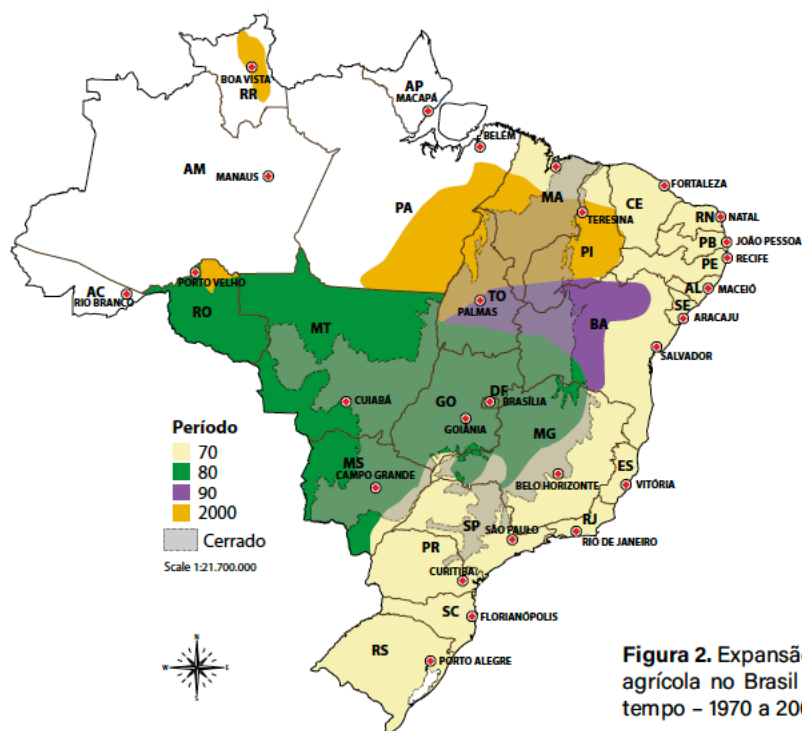 BOA VISTA
RR
AP
MACAPÁ
BELÉM
AM
MANAUS
PA
MA
TERESINA
CE
FORTALEZA
RN
NATAL
PB
JOÃO PESSOA
PE
RECIFE
PI
AL
MACEIÓ
SE
ARACAJU
AC
RIO BRANCO
PORTO VELHO
RO
MT
TO
PALMAS
BA
SALVADOR
CUIABÁ
GO
DF
BRASÍLIA
GOIÂNIA
MG
MS
CAMPO GRANDE
BELO HORIZONTE
ES
VITÓRIA
SP
SÃO PAULO
RJ
RIO DE JANEIRO
PR
CURITIBA
SC
FLORIANÓPOLIS
RS
PORTO ALEGRE
Período
70
80
90
2000
Cerrado
Scale 1:21.700.000
N
W
E
S
Figura 2. Expansã
agrícola no Brasil
tempo – 1970 a 200